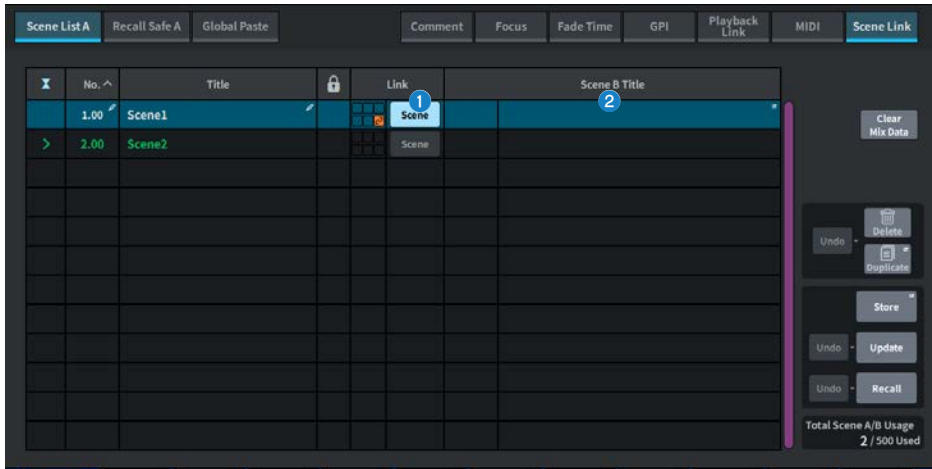 Scene List A Recall Safe A Global Paste Comment Focus Fade Time GPI Playback Link MIDI Scene Link
No. Title Link Scene B Title
1 2
1.00 Scene1 Scene
2.00 Scene2 Scene
Clear
Mix Data
Delete
Undo
Duplicate
Store
Undo Update
Undo Recall
Total Scene A/B Usage
2 / 500 Used